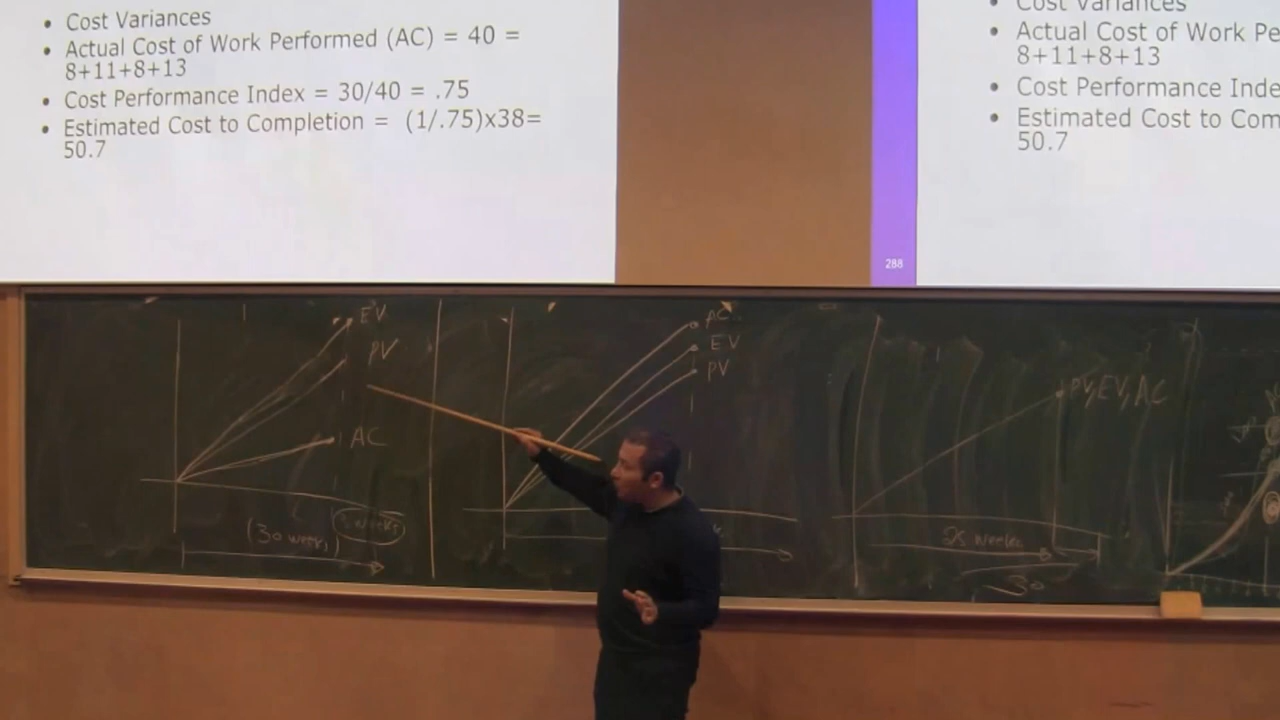 • Cost Variances
• Actual Cost of Work Performed (AC) = 40 =
8+11+8+13
• Cost Performance Index = 30/40 = .75
• Estimated Cost to Completion = (1/.75)x38=
50.7
Cost Variances
• Actual Cost of Work Pe
8+11+8+13
• Cost Performance Inde
• Estimated Cost to Com
50.7
288
EV
PV
AC
(30 weeks)
AC
EV
PV
PV, EV, AC
25 weeks
30